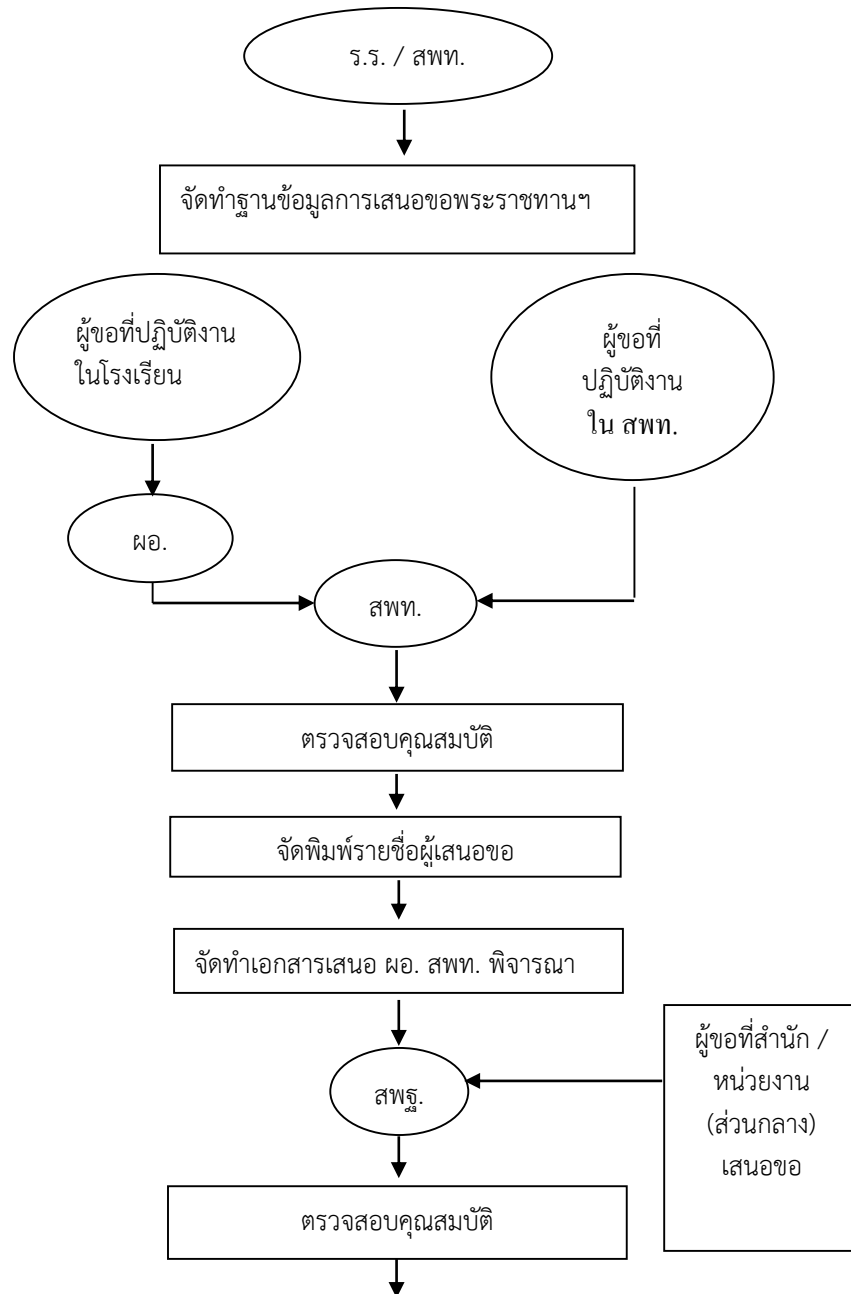 ร.ร. / สพท.
จัดทำฐานข้อมูลการเสนอขอพระราชทานฯ
ผู้ขอที่ปฏิบัติงาน
ในโรงเรียน
ผู้ขอที่
ปฏิบัติงาน
ใน สพท.
ผอ.
สพท.
ตรวจสอบคุณสมบัติ
จัดพิมพ์รายชื่อผู้เสนอขอ
จัดทำเอกสารเสนอ ผอ. สพท. พิจารณา
ผู้ขอที่สำนัก /
หน่วยงาน
(ส่วนกลาง)
เสนอขอ
สพฐ.
ตรวจสอบคุณสมบัติ